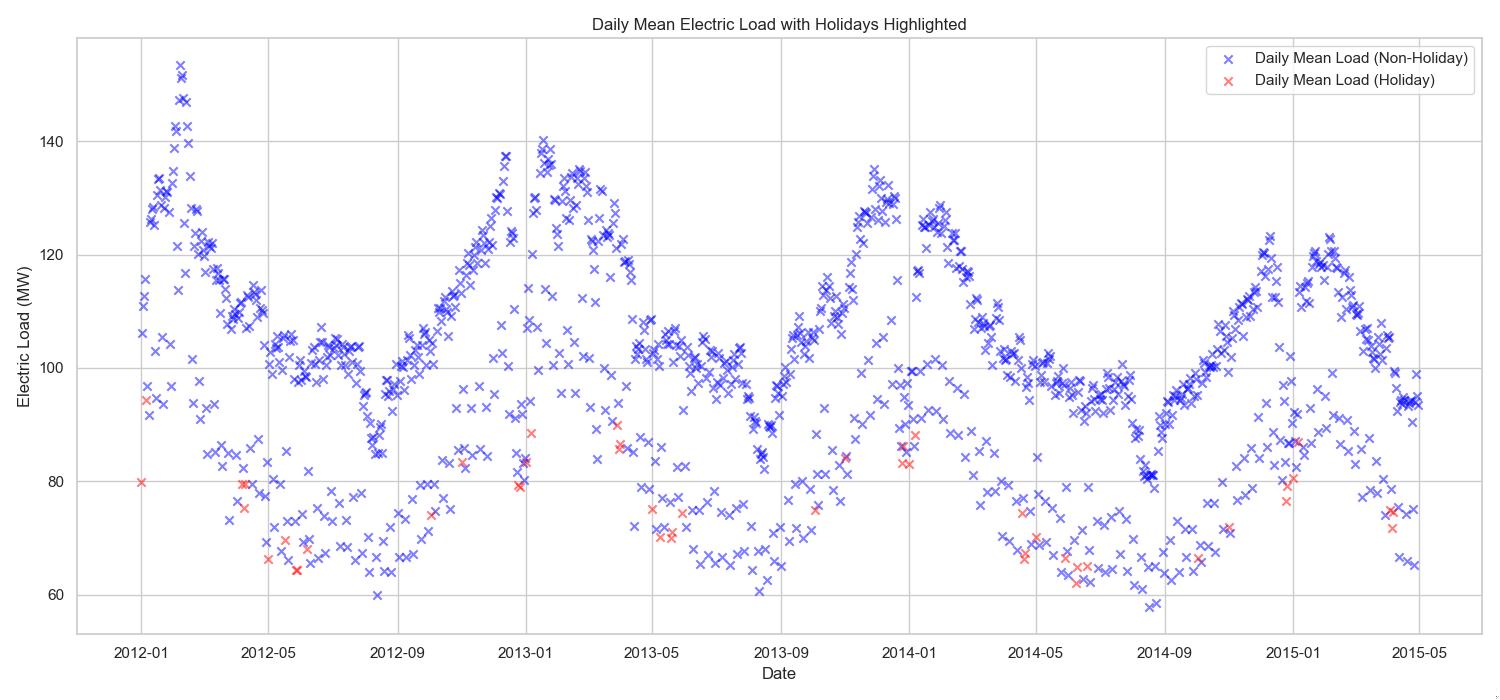 Daily Mean Electric Load with Holidays Highlighted
Daily Mean Load (Non-Holiday)
Daily Mean Load (Holiday)
Electric Load (MW)
140
120
100
80
60
2012-01 2012-05 2012-09 2013-01 2013-05 2013-09 2014-01 2014-05 2014-09 2015-01 2015-05
Date